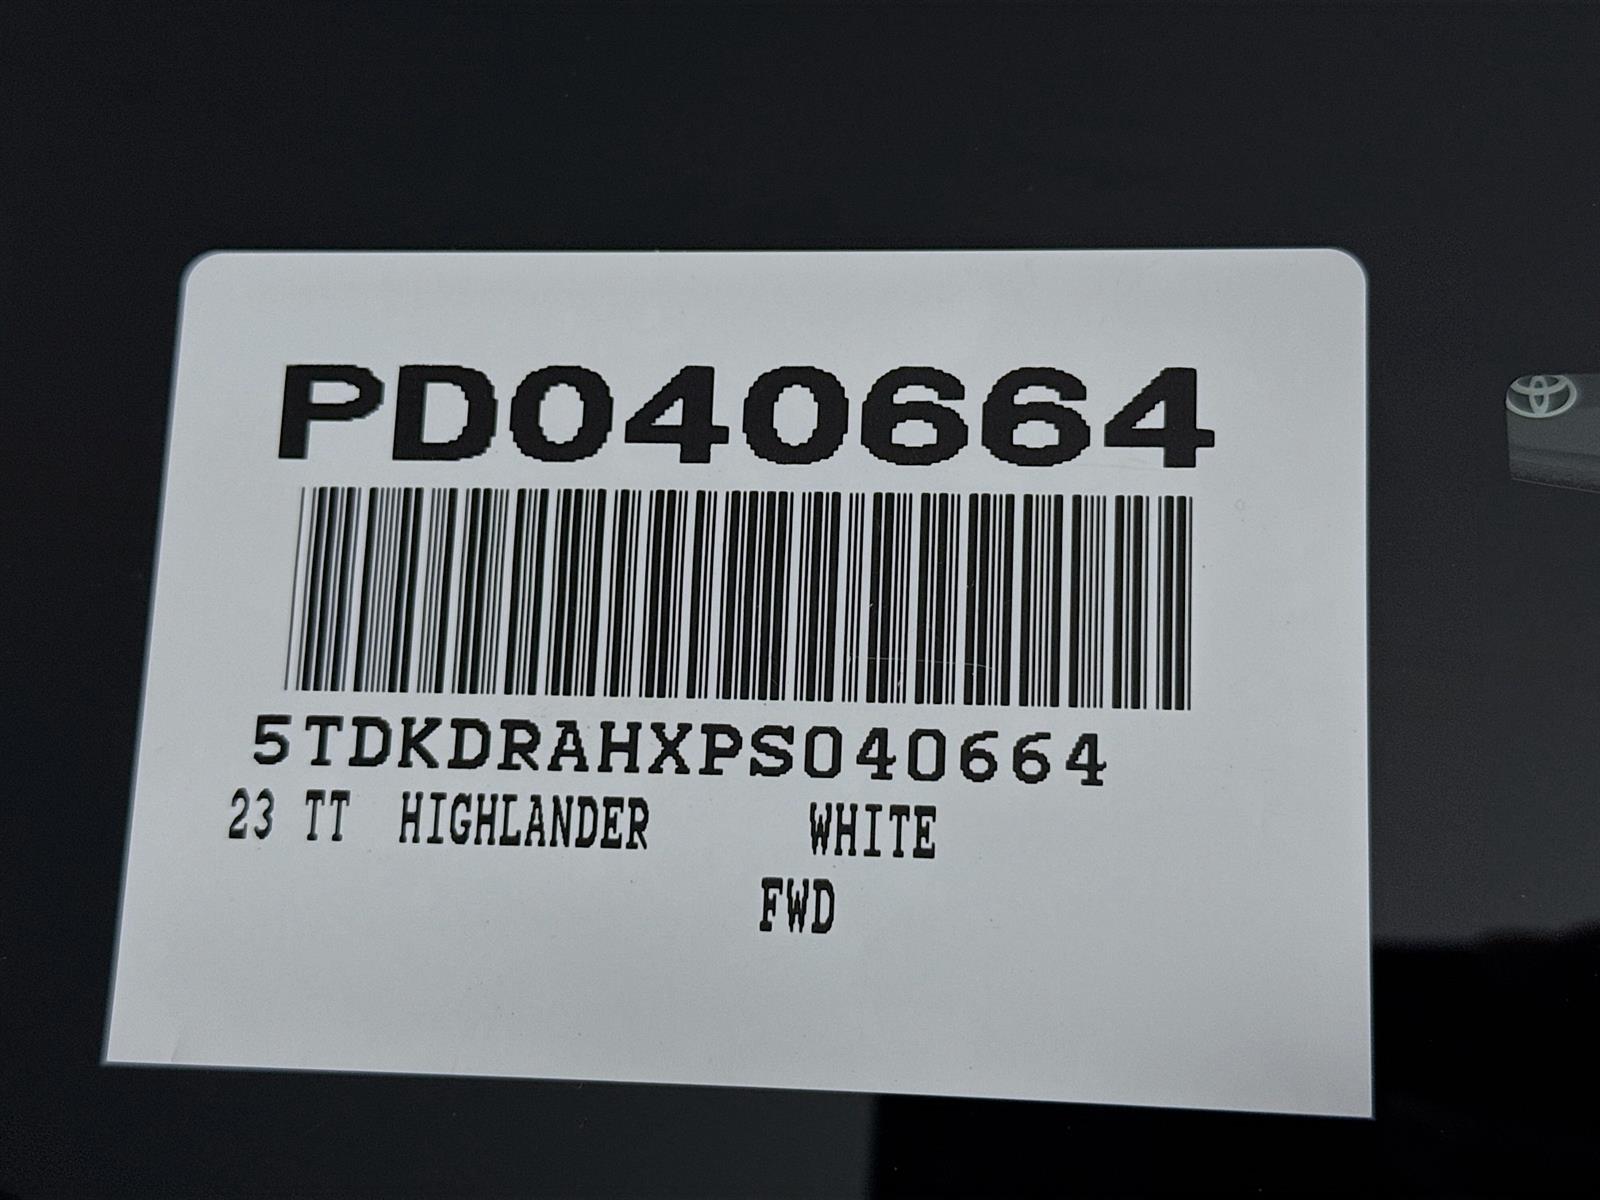 PD040664
5TDKDRAHXPS040664
23 TT HIGHLANDER WHITE
FWD